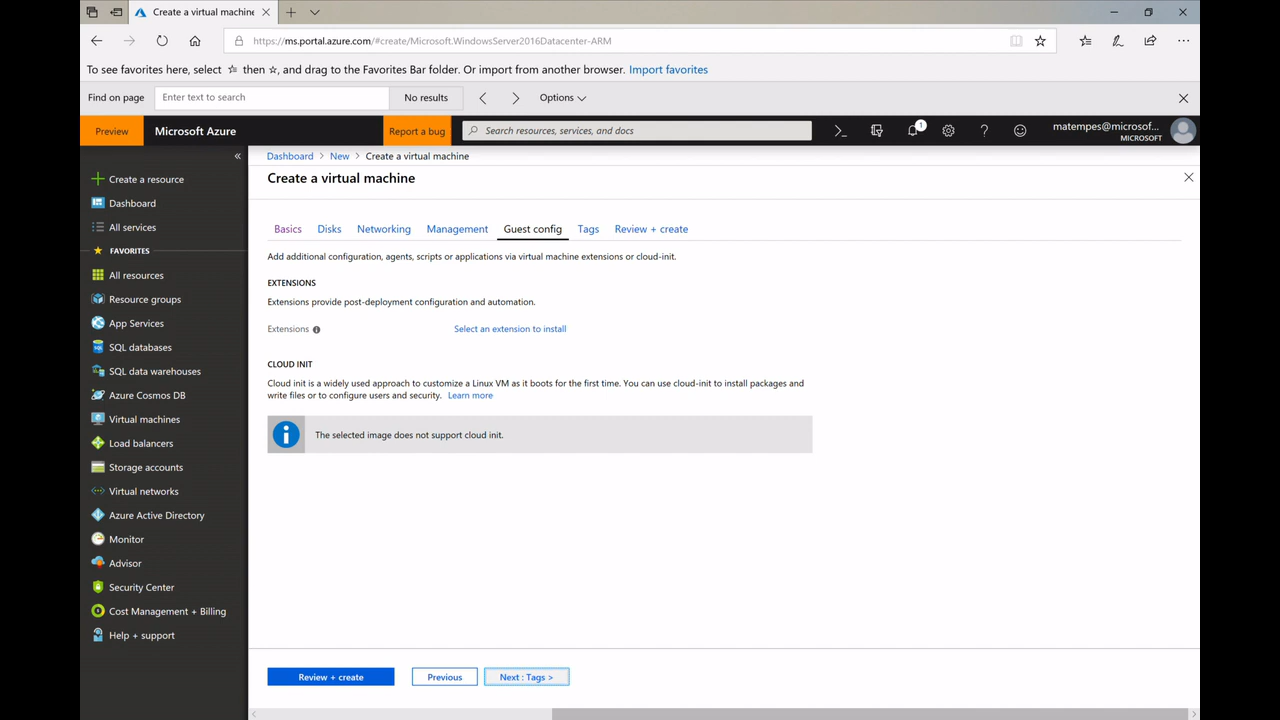 Create a virtual machine
https://ms.portal.azure.com/#create/Microsoft.WindowsServer2016Datacenter-ARM
To see favorites here, select then , and drag to the Favorites Bar folder. Or import from another browser. Import favorites
Find on page Enter text to search No results Options
Preview Microsoft Azure Report a bug Search resources, services, and docs 1 matempes@microsof...
MICROSOFT
Dashboard > New > Create a virtual machine
Create a virtual machine
Create a resource
Dashboard
All services
FAVORITES
All resources
Resource groups
App Services
SQL databases
SQL data warehouses
Azure Cosmos DB
Virtual machines
Load balancers
Storage accounts
Virtual networks
Azure Active Directory
Monitor
Advisor
Security Center
Cost Management + Billing
Help + support
Basics Disks Networking Management Guest config Tags Review + create
Add additional configuration, agents, scripts or applications via virtual machine extensions or cloud-init.
EXTENSIONS
Extensions provide post-deployment configuration and automation.
Extensions Select an extension to install
CLOUD INIT
Cloud init is a widely used approach to customize a Linux VM as it boots for the first time. You can use cloud-init to install packages and
write files or to configure users and security. Learn more
The selected image does not support cloud init.
Review + create Previous Next : Tags >